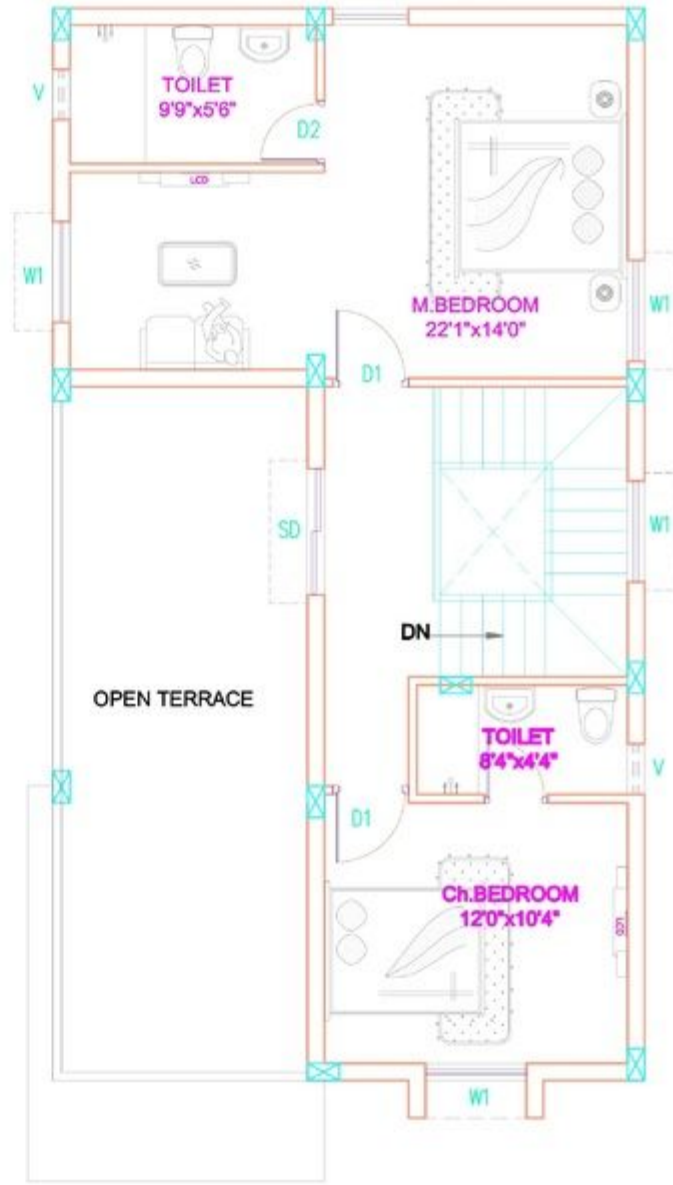 TOILET
9'9"x5'6"
V
D2
LCD
W1
M.BEDROOM
22'1"x14'0"
W1
D1
SD
W1
DN
OPEN TERRACE
TOILET
8'4"x4'4"
V
D1
Ch.BEDROOM
12'0"x10'4"
LCD
W1